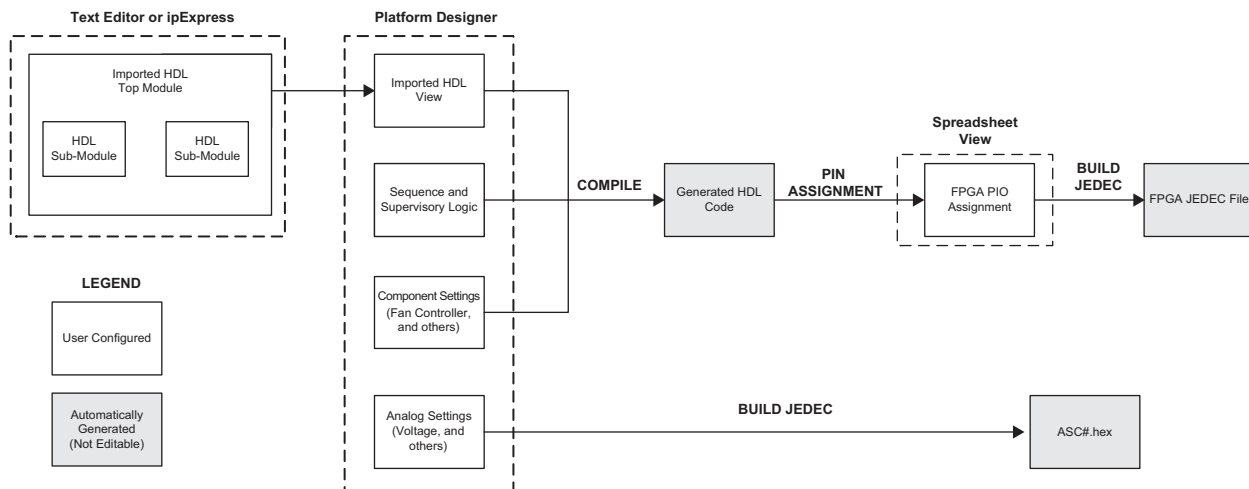 Text Editor or ipExpress
Platform Designer
Imported HDL
Top Module
HDL
Sub-Module
HDL
Sub-Module
Imported HDL
View
Sequence and
Supervisory Logic
Component Settings
(Fan Controller,
and others)
Analog Settings
(Voltage, and
others)
COMPILE
Generated HDL
Code
PIN
ASSIGNMENT
Spreadsheet
View
FPGA PIO
Assignment
BUILD
JEDEC
FPGA JEDEC File
BUILD JEDEC
ASC#.hex
LEGEND
User Configured
Automatically
Generated
(Not Editable)